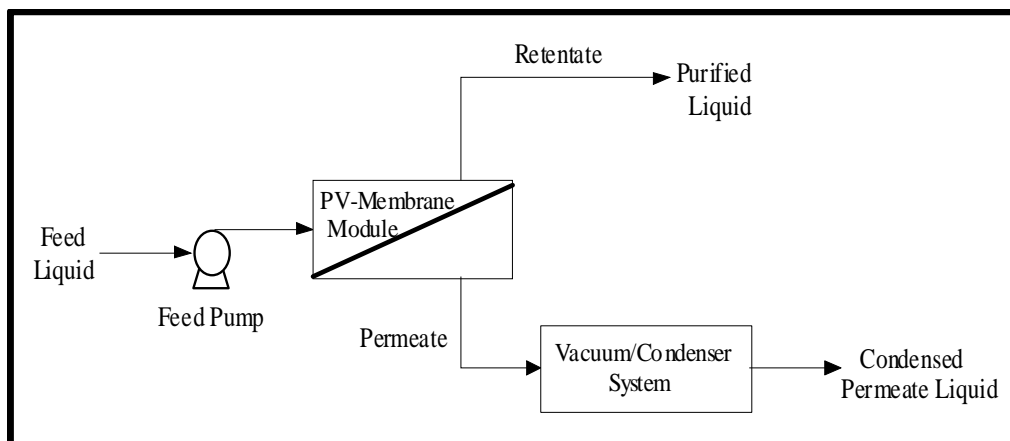 Retentate
Purified
Liquid
PV-Membrane
Module
Feed
Liquid
Feed Pump
Permeate
Vacuum/Condenser
System
Condensed
Permeate Liquid